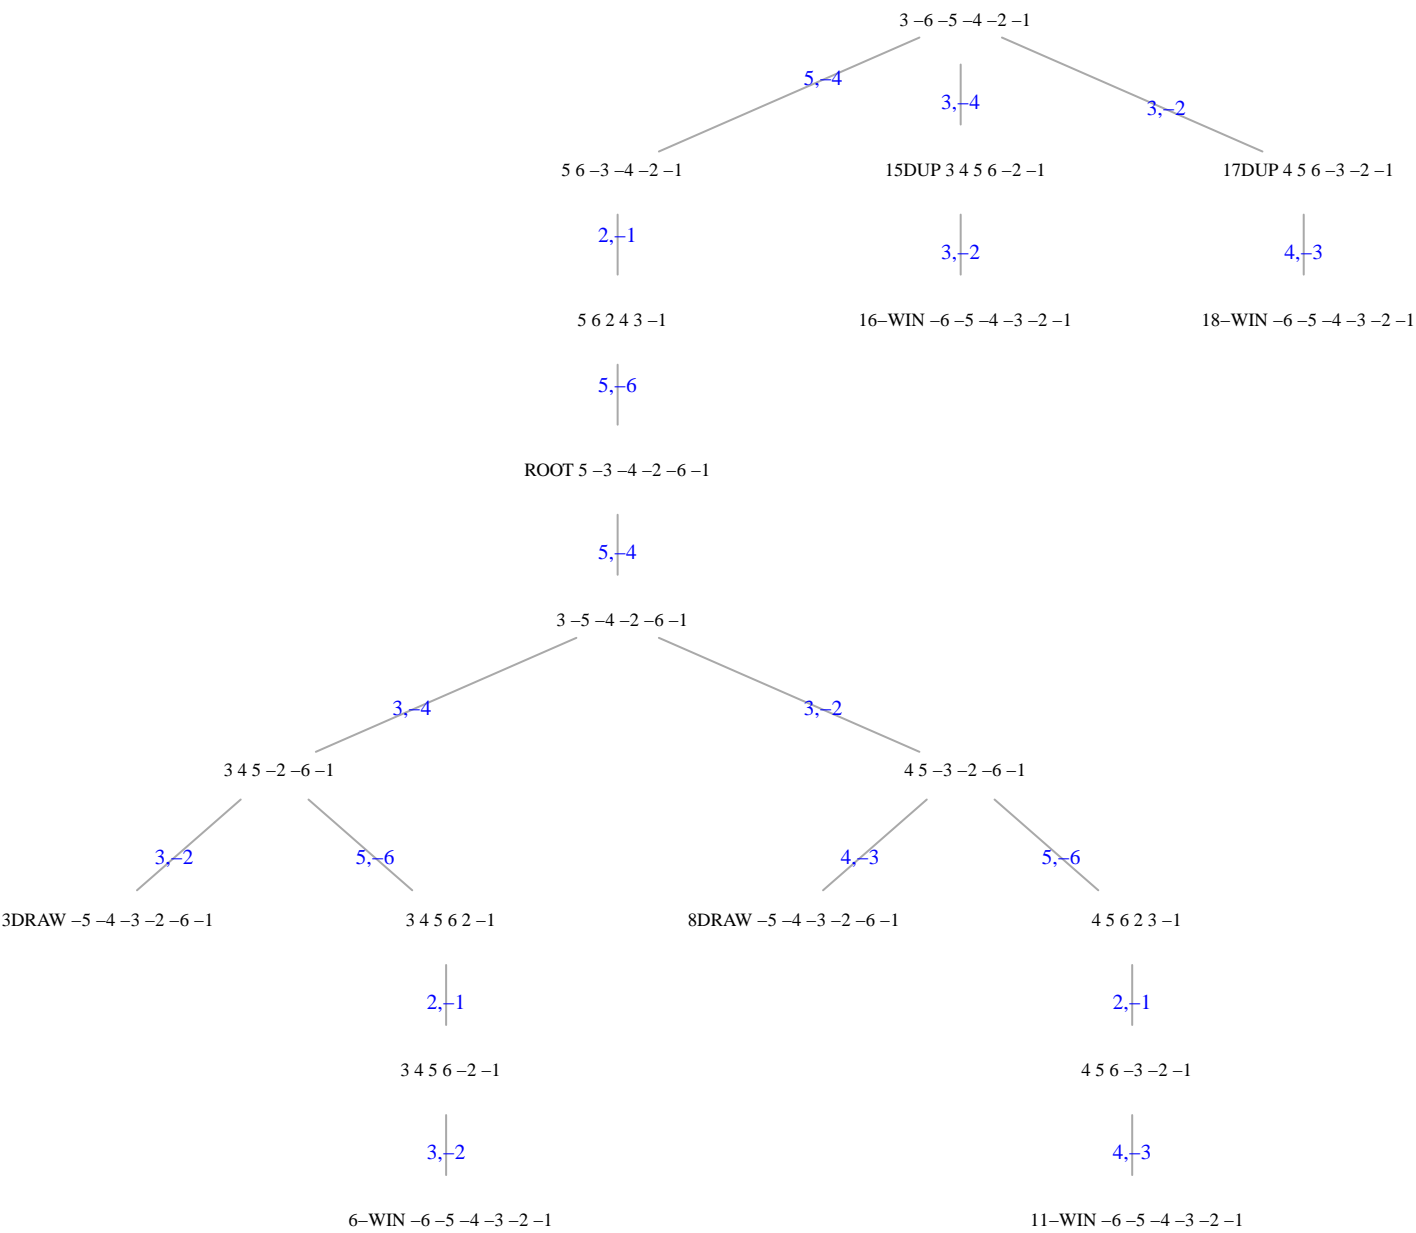 3 –6 –5 –4 –2 –1
5,–4
3,–4
3,–2
5 6 –3 –4 –2 –1
15DUP 3 4 5 6 –2 –1
17DUP 4 5 6 –3 –2 –1
2,–1
3,–2
4,–3
5 6 2 4 3 –1
16–WIN –6 –5 –4 –3 –2 –1
18–WIN –6 –5 –4 –3 –2 –1
5,–6
ROOT 5 –3 –4 –2 –6 –1
5,–4
3 –5 –4 –2 –6 –1
3,–4
3,–2
3 4 5 –2 –6 –1
4 5 –3 –2 –6 –1
3,–2
5,–6
4,–3
5,–6
3DRAW –5 –4 –3 –2 –6 –1
3 4 5 6 2 –1
8DRAW –5 –4 –3 –2 –6 –1
4 5 6 2 3 –1
2,–1
2,–1
3 4 5 6 –2 –1
4 5 6 –3 –2 –1
3,–2
4,–3
6–WIN –6 –5 –4 –3 –2 –1
11–WIN –6 –5 –4 –3 –2 –1